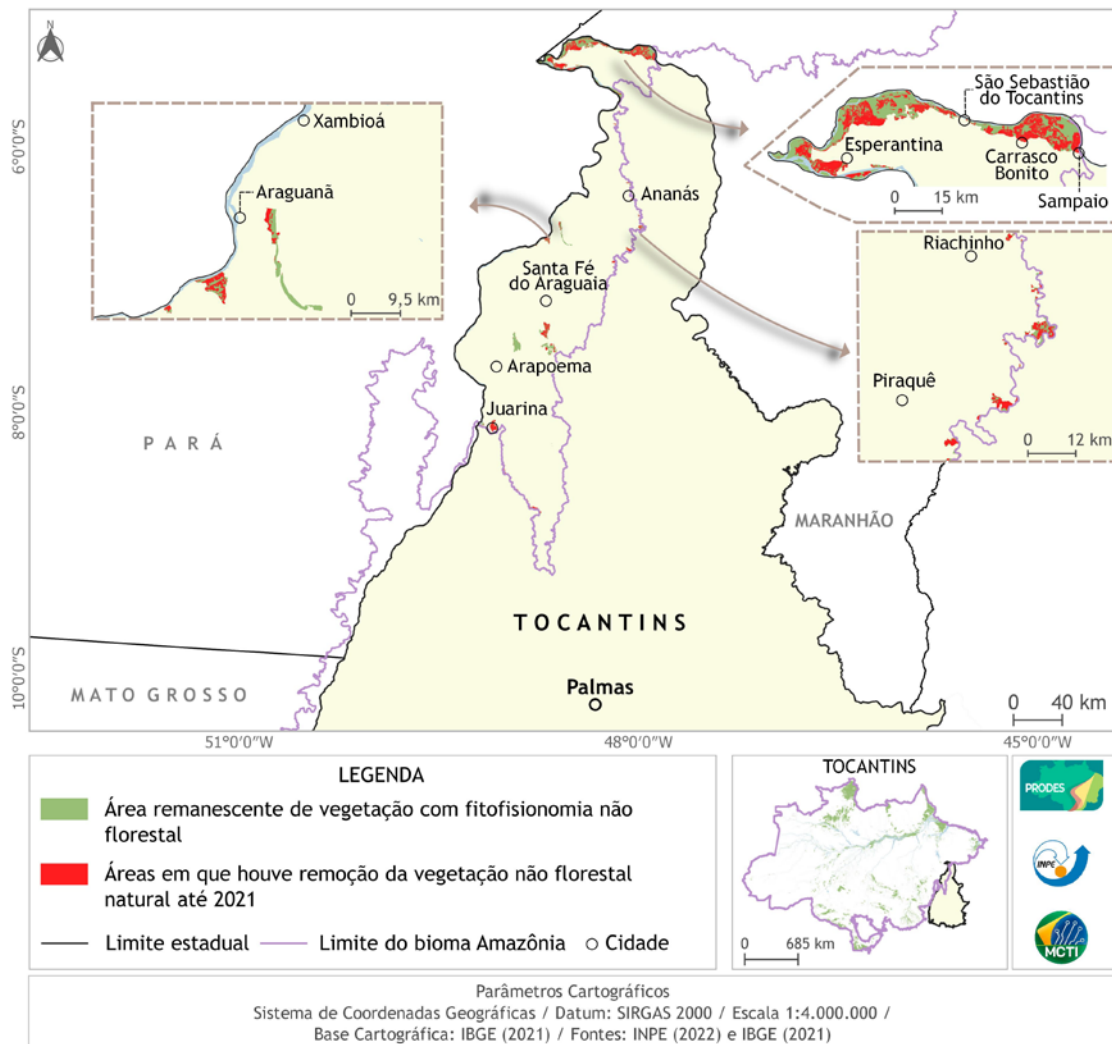 N
6°0'0"S
8°0'0"S
10°0'0"S
Xambioá
Araguanã
0 9,5 km
São Sebastião
do Tocantins
Esperantina
Carrasco
Bonito
Sampaio
0 15 km
Ananás
Riachinho
Piraquê
0 12 km
Santa Fé
do Araguaia
Arapoema
Juarina
PARÁ
MARANHÃO
TOCANTINS
MATO GROSSO
Palmas
0 40 km
51°0'0"W
48°0'0"W
45°0'0"W
LEGENDA
Área remanescente de vegetação com fitofisionomia não
florestal
Áreas em que houve remoção da vegetação não florestal
natural até 2021
Limite estadual
Limite do bioma Amazônia
Cidade
TOCANTINS
0 685 km
PRODES
INPE
MCTI
Parâmetros Cartográficos
Sistema de Coordenadas Geográficas / Datum: SIRGAS 2000 / Escala 1:4.000.000 /
Base Cartográfica: IBGE (2021) / Fontes: INPE (2022) e IBGE (2021)